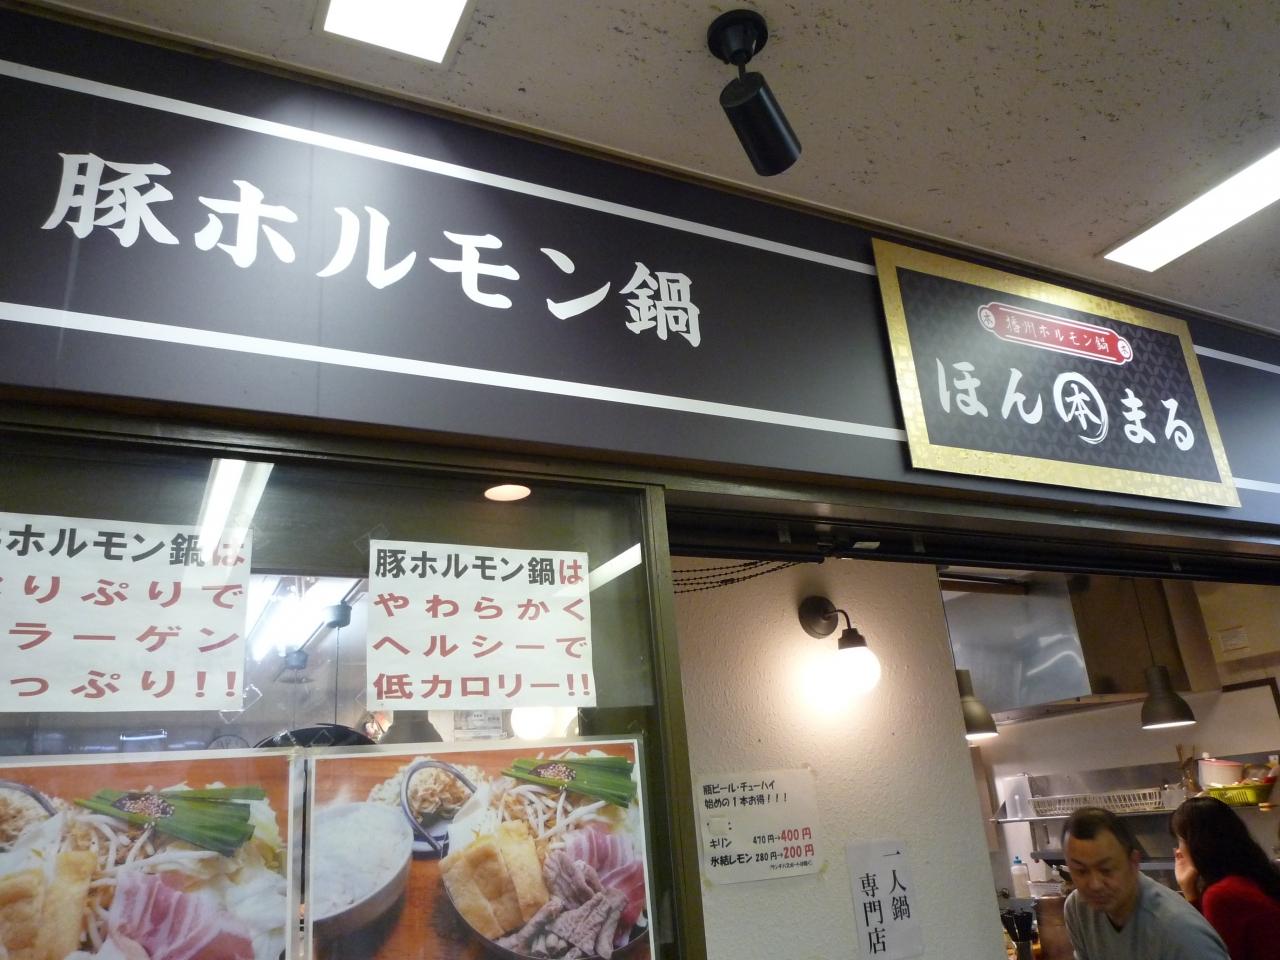 豚ホルモン鍋
本 播州ホルモン鍋 本
ほん本まる
ホルモン鍋は
りぷりで
ラーゲン
っぷり!!
豚ホルモン鍋は
やわらかく
ヘルシーで
低カロリー!!
瓶ビール・チューハイ
始めの1本お得!!!
キリン 470円→400円
氷結レモン 280円→200円
一人鍋
専門店